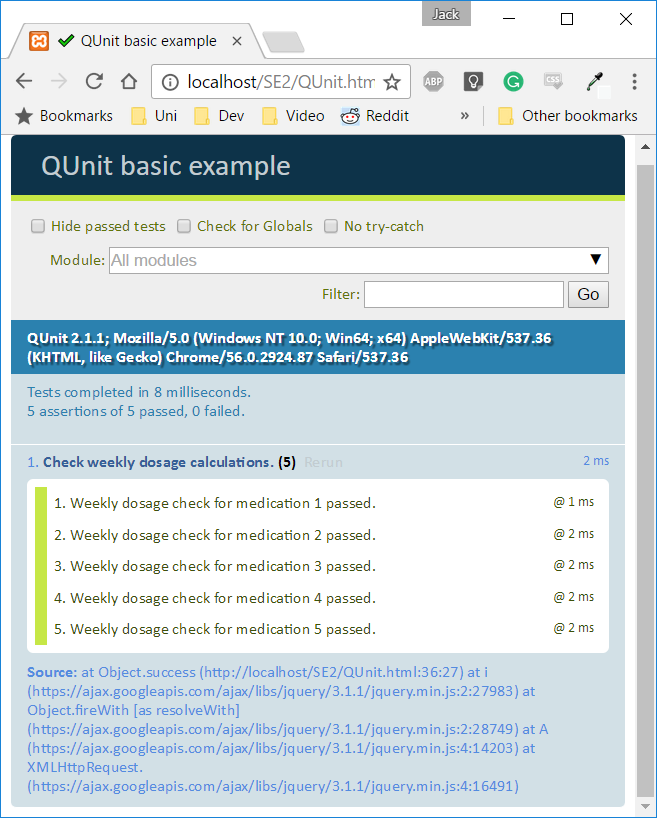 Jack
QUnit basic example
localhost/SE2/QUnit.htm
ABP
CSS
Bookmarks Uni Dev Video Reddit » Other bookmarks
QUnit basic example
Hide passed tests Check for Globals No try-catch
Module: All modules
Filter: Go
QUnit 2.1.1; Mozilla/5.0 (Windows NT 10.0; Win64; x64) AppleWebKit/537.36
(KHTML, like Gecko) Chrome/56.0.2924.87 Safari/537.36
Tests completed in 8 milliseconds.
5 assertions of 5 passed, 0 failed.
1. Check weekly dosage calculations. (5) Rerun 2 ms
1. Weekly dosage check for medication 1 passed. @ 1 ms
2. Weekly dosage check for medication 2 passed. @ 2 ms
3. Weekly dosage check for medication 3 passed. @ 2 ms
4. Weekly dosage check for medication 4 passed. @ 2 ms
5. Weekly dosage check for medication 5 passed. @ 2 ms
Source: at Object.success (http://localhost/SE2/QUnit.html:36:27) at i
(https://ajax.googleapis.com/ajax/libs/jquery/3.1.1/jquery.min.js:2:27983) at
Object.fireWith [as resolveWith]
(https://ajax.googleapis.com/ajax/libs/jquery/3.1.1/jquery.min.js:2:28749) at A
(https://ajax.googleapis.com/ajax/libs/jquery/3.1.1/jquery.min.js:4:14203) at
XMLHttpRequest.
(https://ajax.googleapis.com/ajax/libs/jquery/3.1.1/jquery.min.js:4:16491)